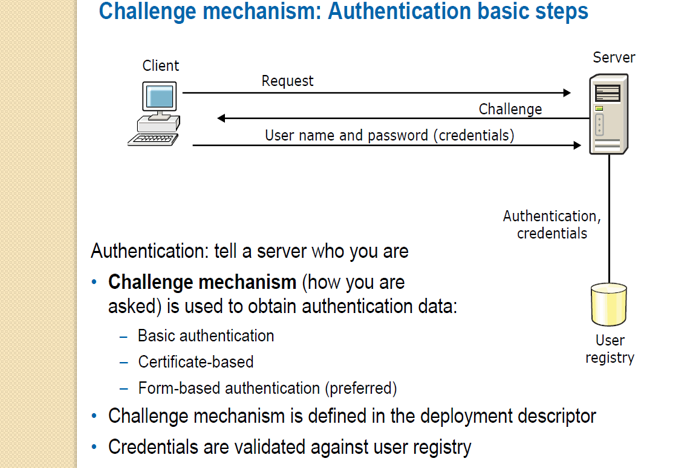 Challenge mechanism: Authentication basic steps
Client
Server
Request
Challenge
User name and password (credentials)
Authentication,
credentials
User
registry
Authentication: tell a server who you are
• Challenge mechanism (how you are
asked) is used to obtain authentication data:
– Basic authentication
– Certificate-based
– Form-based authentication (preferred)
• Challenge mechanism is defined in the deployment descriptor
• Credentials are validated against user registry